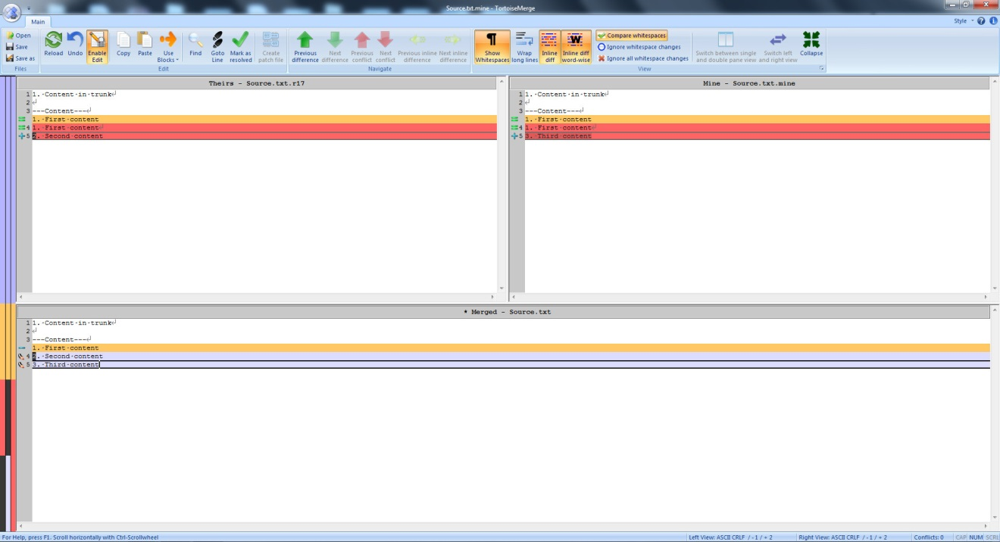 Source.txt.mine - TortoiseMerge
Main
Style
Open
Save
Save as
Files
Reload
Undo
Enable Edit
Copy
Paste
Use Blocks
Find
Goto Line
Mark as resolved
Create patch file
Edit
Previous difference
Next difference
Previous conflict
Next conflict
Previous inline difference
Next inline difference
Navigate
Show Whitespaces
Wrap long lines
Inline diff
Inline diff word-wise
Compare whitespaces
Ignore whitespace changes
Ignore all whitespace changes
Switch between single and double pane view
Switch left and right view
Collapse
View
Theirs - Source.txt.r17
1 1.·Content·in·trunk↵
2 ↵
3 ---Content---↵
1.·First·content
4 1.·First·content↵
5 2.·Second·content
Mine - Source.txt.mine
1 1.·Content·in·trunk↵
2 ↵
3 ---Content---↵
1.·First·content
4 1.·First·content↵
5 3.·Third·content
* Merged - Source.txt
1 1.·Content·in·trunk↵
2 ↵
3 ---Content---↵
1.·First·content
4 2.·Second·content
5 3.·Third·content
For Help, press F1. Scroll horizontally with Ctrl-Scrollwheel
Left View: ASCII CRLF / -1 / + 2
Right View: ASCII CRLF / -1 / + 2
Conflicts: 0
CAP NUM SCRL